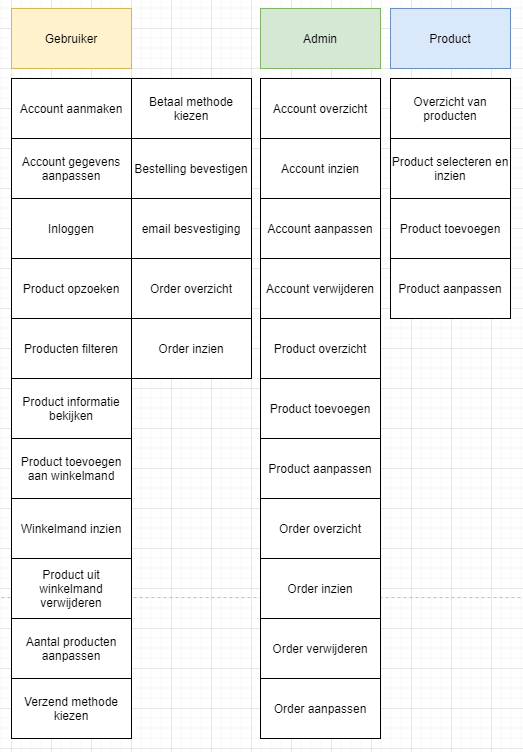 Gebruiker
Account aanmaken
Account gegevens
aanpassen
Inloggen
Product opzoeken
Producten filteren
Product informatie
bekijken
Product toevoegen
aan winkelmand
Winkelmand inzien
Product uit
winkelmand
verwijderen
Aantal producten
aanpassen
Verzend methode
kiezen
Betaal methode
kiezen
Bestelling bevestigen
email besvestiging
Order overzicht
Order inzien
Admin
Account overzicht
Account inzien
Account aanpassen
Account verwijderen
Product overzicht
Product toevoegen
Product aanpassen
Order overzicht
Order inzien
Order verwijderen
Order aanpassen
Product
Overzicht van
producten
Product selecteren en
inzien
Product toevoegen
Product aanpassen